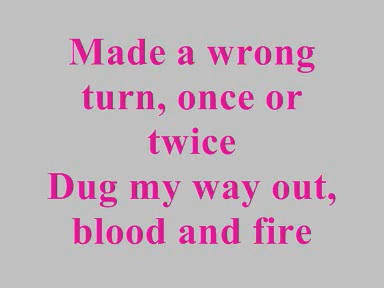 Made a wrong
turn, once or
twice
Dug my way out,
blood and fire